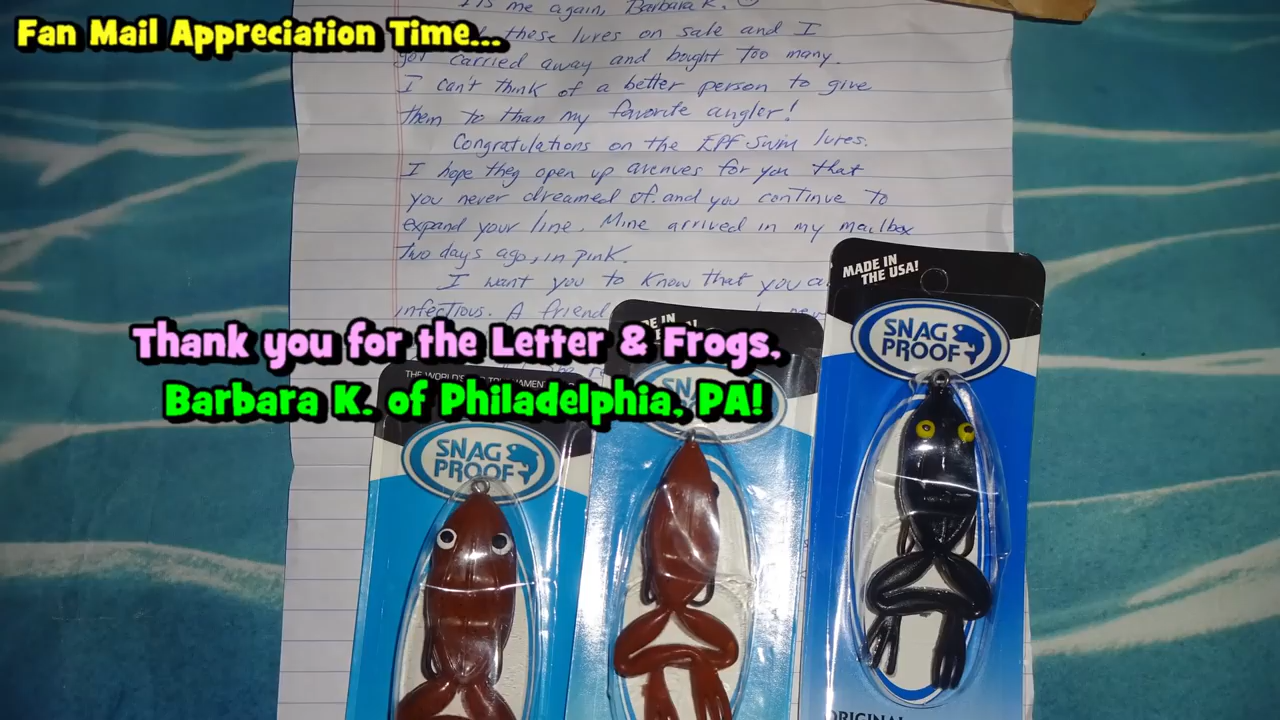 Fan Mail Appreciation Time...
It's me again, Barbara K.
these lures on sale and I
got carried away and bought too many.
I can't think of a better person to give
them to than my favorite angler!
Congratulations on the EPF Swim lures.
I hope they open up avenues for you that
you never dreamed of and you continue to
expand your line. Mine arrived in my mailbox
two days ago, in pink.
I want you to know that you
infectious. A friend
Thank you for the Letter & Frogs,
Barbara K. of Philadelphia, PA!
THE WORLD'S
SNAG
PROOF
SN
MADE IN
THE USA!
SNAG
PROOF
ORIGINAL